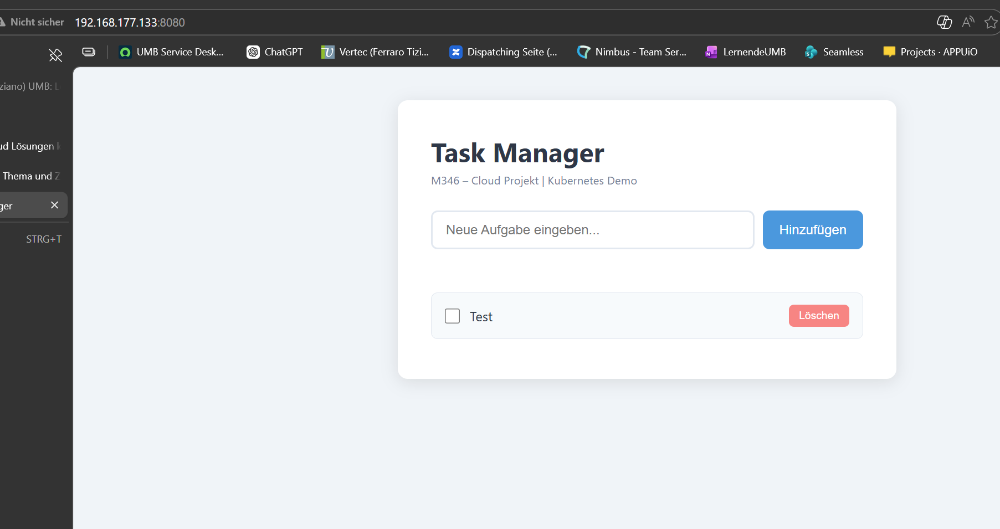 Nicht sicher 192.168.177.133:8080
UMB Service Desk... ChatGPT Vertec (Ferraro Tizi... Dispatching Seite (... Nimbus - Team Ser... LernendeUMB Seamless Projects · APPUiO
ziano) UMB: L
ud Lösungen k
Thema und Z
ger
STRG+T
Task Manager
M346 – Cloud Projekt | Kubernetes Demo
Neue Aufgabe eingeben...
Hinzufügen
Test
Löschen